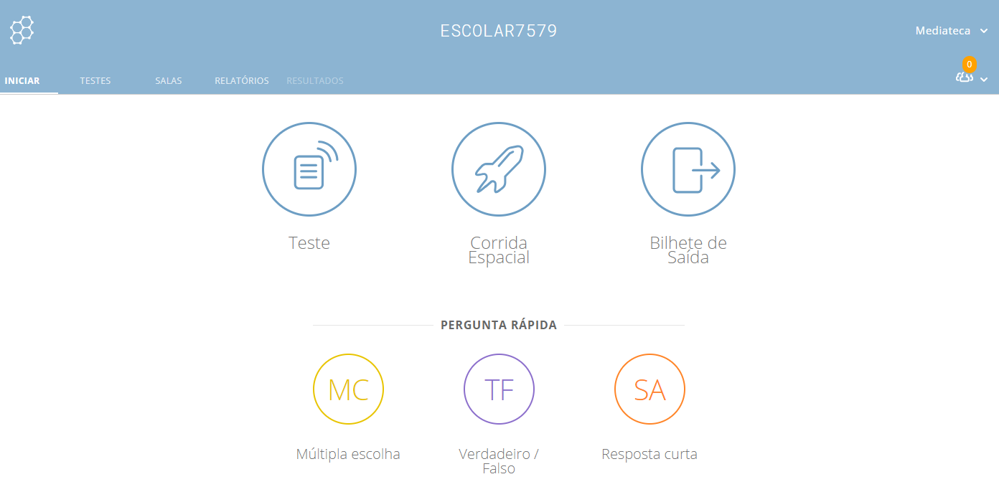 ESCOLAR7579
Mediateca
INICIAR TESTES SALAS RELATÓRIOS RESULTADOS
0
Teste
Corrida
Espacial
Bilhete de
Saída
PERGUNTA RÁPIDA
MC
TF
SA
Múltipla escolha
Verdadeiro /
Falso
Resposta curta